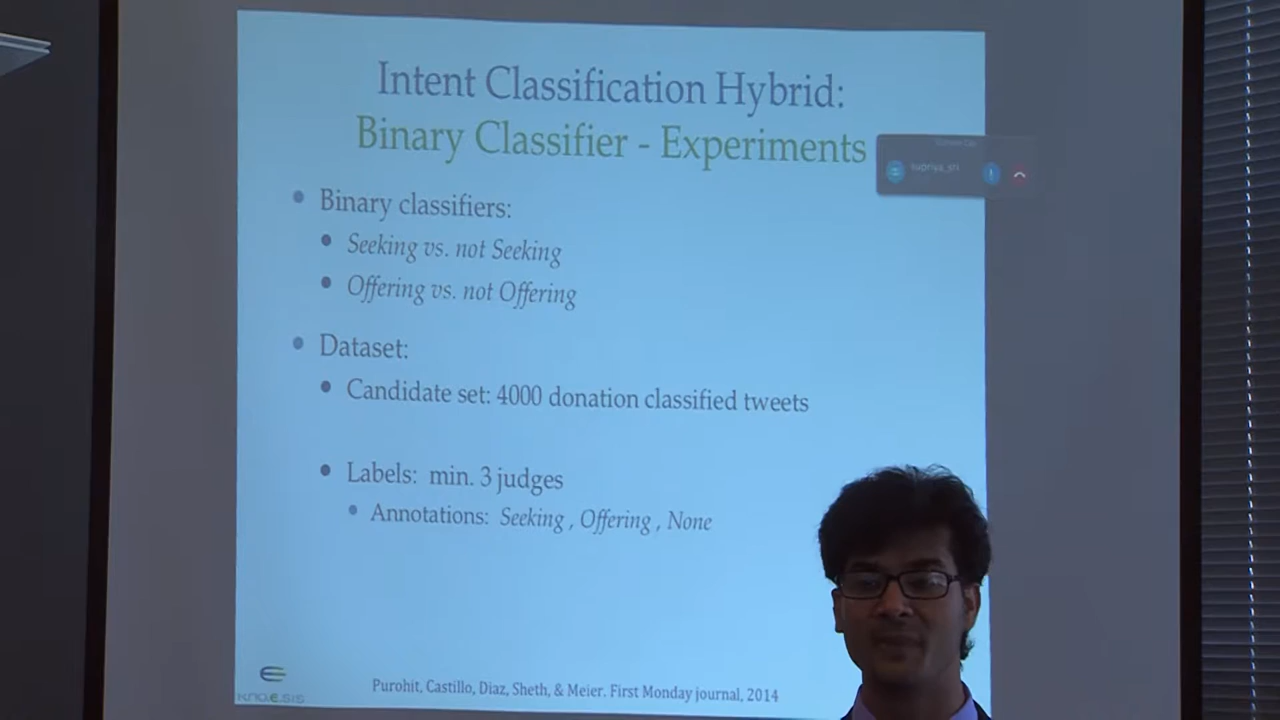 Intent Classification Hybrid:
Binary Classifier - Experiments
Binary classifiers:
Seeking vs. not Seeking
Offering vs. not Offering
Dataset:
Candidate set: 4000 donation classified tweets
Labels: min. 3 judges
Annotations: Seeking , Offering , None
kno.e.sis
Purohit, Castillo, Diaz, Sheth, & Meier. First Monday journal, 2014